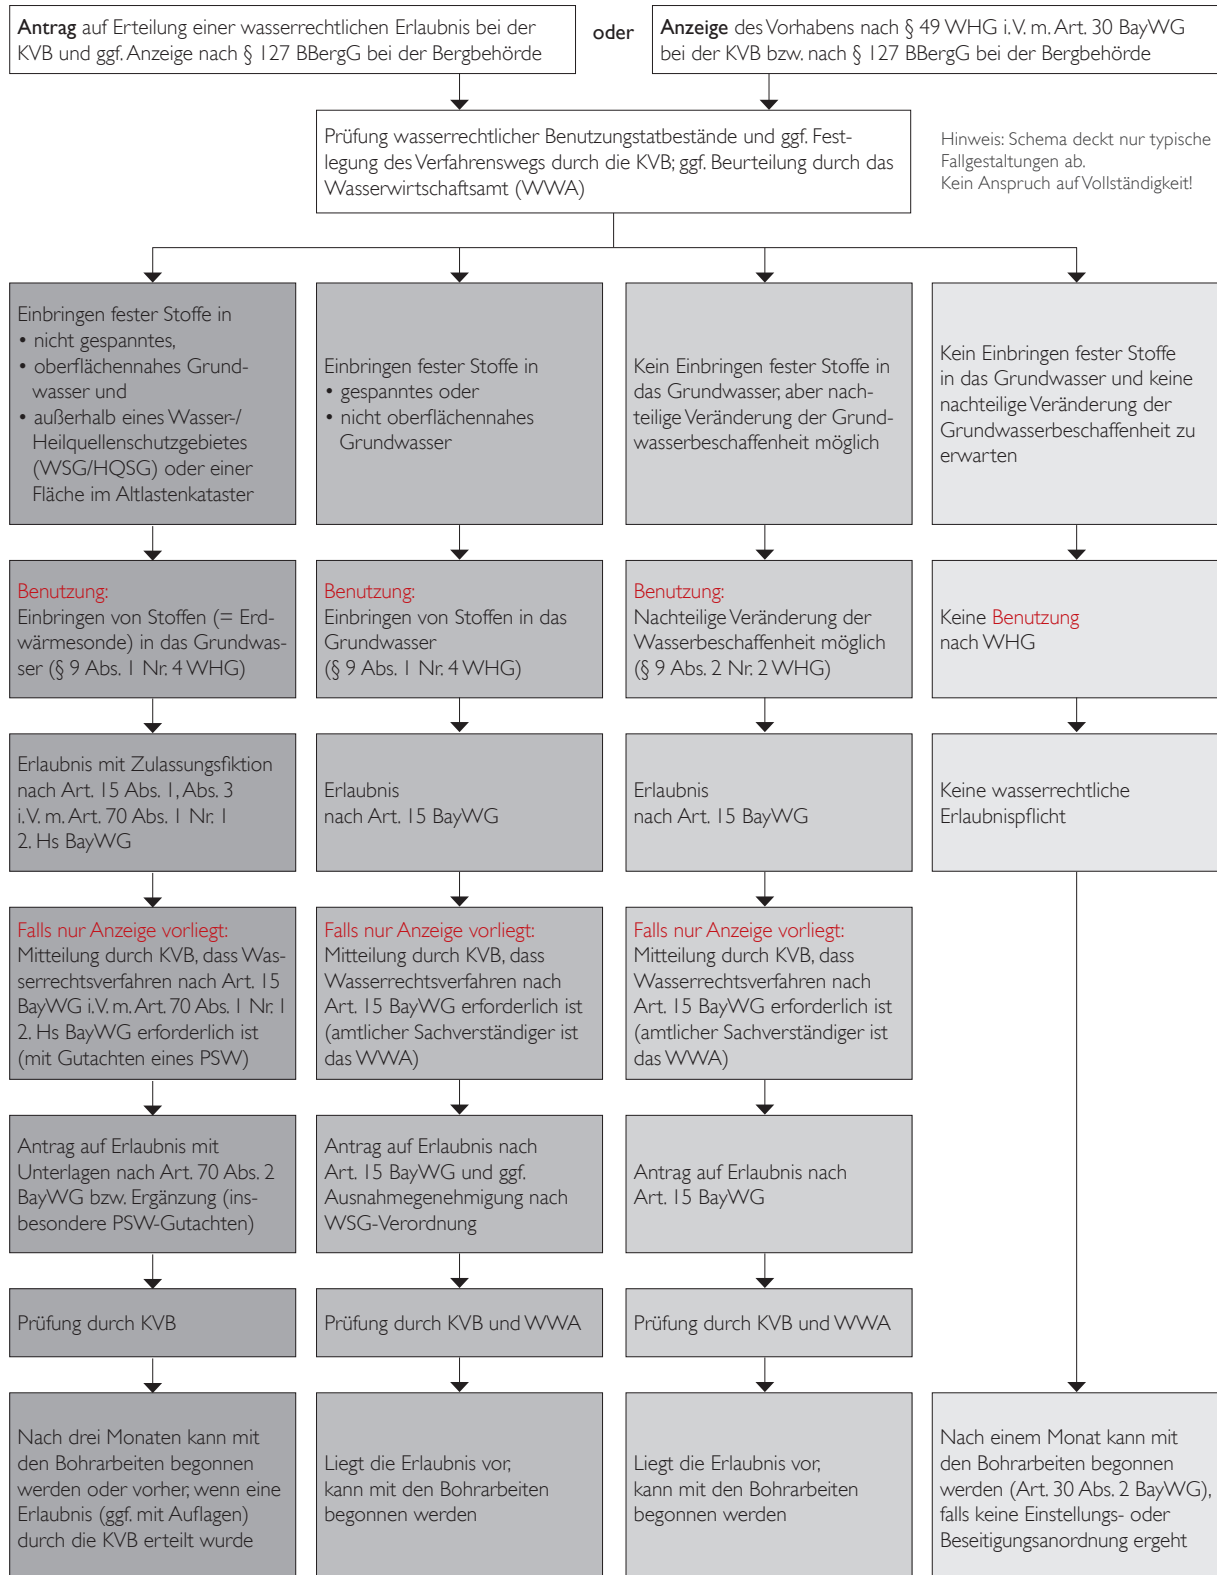 Antrag auf Erteilung einer wasserrechtlichen Erlaubnis bei der
KVB und ggf. Anzeige nach § 127 BBergG bei der Bergbehörde
oder
Anzeige des Vorhabens nach § 49 WHG i. V. m. Art. 30 BayWG
bei der KVB bzw. nach § 127 BBergG bei der Bergbehörde
Prüfung wasserrechtlicher Benutzungstatbestände und ggf. Fest-
legung des Verfahrenswegs durch die KVB; ggf. Beurteilung durch das
Wasserwirtschaftsamt (WWA)
Hinweis: Schema deckt nur typische
Fallgestaltungen ab.
Kein Anspruch auf Vollständigkeit!
Einbringen fester Stoffe in
• nicht gespanntes,
• oberflächennahes Grund-
wasser und
• außerhalb eines Wasser-/
Heilquellenschutzgebietes
(WSG/HQSG) oder einer
Fläche im Altlastenkataster
Einbringen fester Stoffe in
• gespanntes oder
• nicht oberflächennahes
Grundwasser
Kein Einbringen fester Stoffe in
das Grundwasser, aber nach-
teilige Veränderung der Grund-
wasserbeschaffenheit möglich
Kein Einbringen fester Stoffe
in das Grundwasser und keine
nachteilige Veränderung der
Grundwasserbeschaffenheit zu
erwarten
Benutzung:
Einbringen von Stoffen (= Erd-
wärmesonde) in das Grundwas-
ser (§ 9 Abs. 1 Nr. 4 WHG)
Benutzung:
Einbringen von Stoffen in das
Grundwasser
(§ 9 Abs. 1 Nr. 4 WHG)
Benutzung:
Nachteilige Veränderung der
Wasserbeschaffenheit möglich
(§ 9 Abs. 2 Nr. 2 WHG)
Keine Benutzung
nach WHG
Erlaubnis mit Zulassungsfiktion
nach Art. 15 Abs. 1, Abs. 3
i. V. m. Art. 70 Abs. 1 Nr. 1
2. Hs BayWG
Erlaubnis
nach Art. 15 BayWG
Erlaubnis
nach Art. 15 BayWG
Keine wasserrechtliche
Erlaubnispflicht
Falls nur Anzeige vorliegt:
Mitteilung durch KVB, dass Was-
serrechtsverfahren nach Art. 15
BayWG i. V. m. Art. 70 Abs. 1 Nr. 1
2. Hs BayWG erforderlich ist
(mit Gutachten eines PSW)
Falls nur Anzeige vorliegt:
Mitteilung durch KVB, dass
Wasserrechtsverfahren nach
Art. 15 BayWG erforderlich ist
(amtlicher Sachverständiger ist
das WWA)
Falls nur Anzeige vorliegt:
Mitteilung durch KVB, dass
Wasserrechtsverfahren nach
Art. 15 BayWG erforderlich ist
(amtlicher Sachverständiger ist
das WWA)
Antrag auf Erlaubnis mit
Unterlagen nach Art. 70 Abs. 2
BayWG bzw. Ergänzung (ins-
besondere PSW-Gutachten)
Antrag auf Erlaubnis nach
Art. 15 BayWG und ggf.
Ausnahmegenehmigung nach
WSG-Verordnung
Antrag auf Erlaubnis nach
Art. 15 BayWG
Prüfung durch KVB
Prüfung durch KVB und WWA
Prüfung durch KVB und WWA
Nach drei Monaten kann mit
den Bohrarbeiten begonnen
werden oder vorher, wenn eine
Erlaubnis (ggf. mit Auflagen)
durch die KVB erteilt wurde
Liegt die Erlaubnis vor,
kann mit den Bohrarbeiten
begonnen werden
Liegt die Erlaubnis vor,
kann mit den Bohrarbeiten
begonnen werden
Nach einem Monat kann mit
den Bohrarbeiten begonnen
werden (Art. 30 Abs. 2 BayWG),
falls keine Einstellungs- oder
Beseitigungsanordnung ergeht